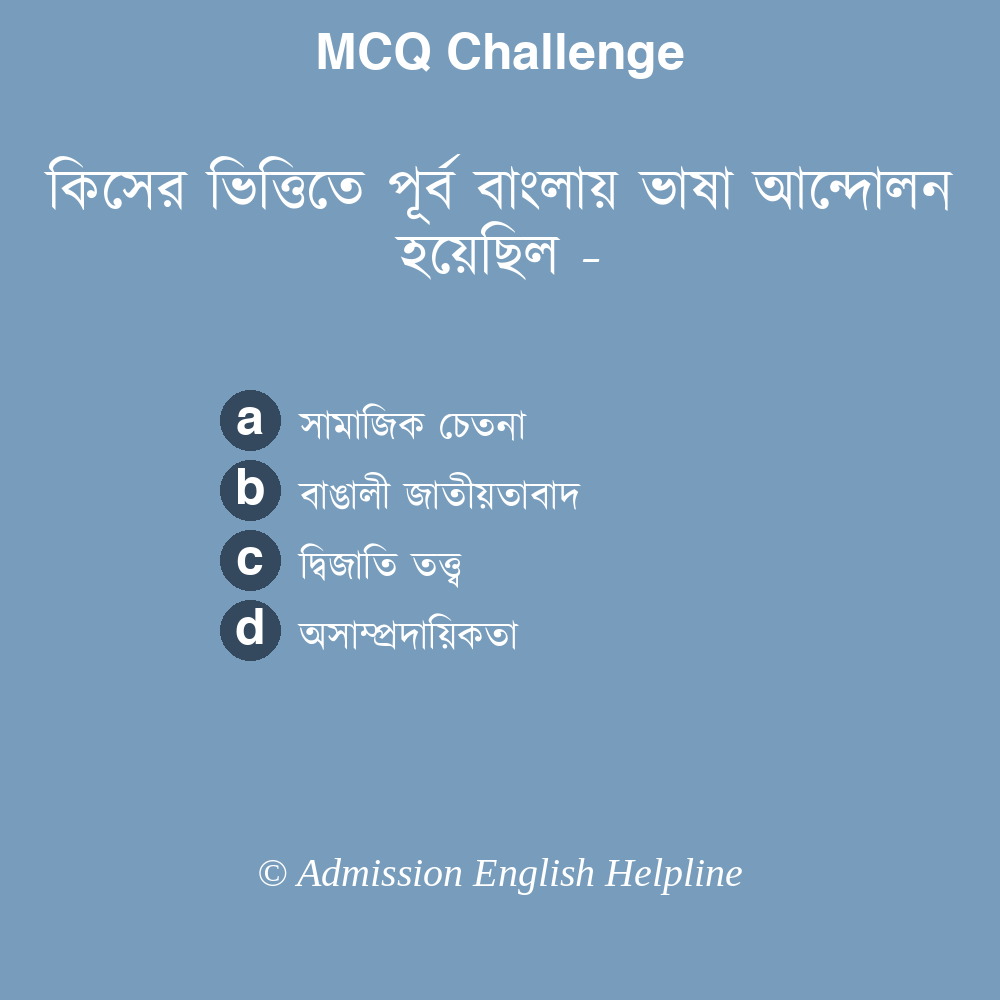 MCQ Challenge
কিসের ভিত্তিতে পূর্ব বাংলায় ভাষা আন্দোলন
হয়েছিল -
a সামাজিক চেতনা
b বাঙালী জাতীয়তাবাদ
c দ্বিজাতি তত্ত্ব
d অসাম্প্রদায়িকতা
© Admission English Helpline